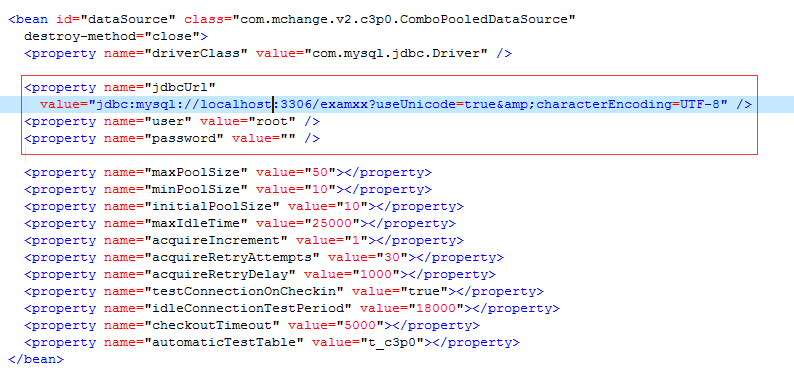 <bean id="dataSource" class="com.mchange.v2.c3p0.ComboPooledDataSource"
destroy-method="close">
<property name="driverClass" value="com.mysql.jdbc.Driver" />
<property name="jdbcUrl"
value="jdbc:mysql://localhost:3306/examxx?useUnicode=true&amp;characterEncoding=UTF-8" />
<property name="user" value="root" />
<property name="password" value="" />
<property name="maxPoolSize" value="50"></property>
<property name="minPoolSize" value="10"></property>
<property name="initialPoolSize" value="10"></property>
<property name="maxIdleTime" value="25000"></property>
<property name="acquireIncrement" value="1"></property>
<property name="acquireRetryAttempts" value="30"></property>
<property name="acquireRetryDelay" value="1000"></property>
<property name="testConnectionOnCheckin" value="true"></property>
<property name="idleConnectionTestPeriod" value="18000"></property>
<property name="checkoutTimeout" value="5000"></property>
<property name="automaticTestTable" value="t_c3p0"></property>
</bean>